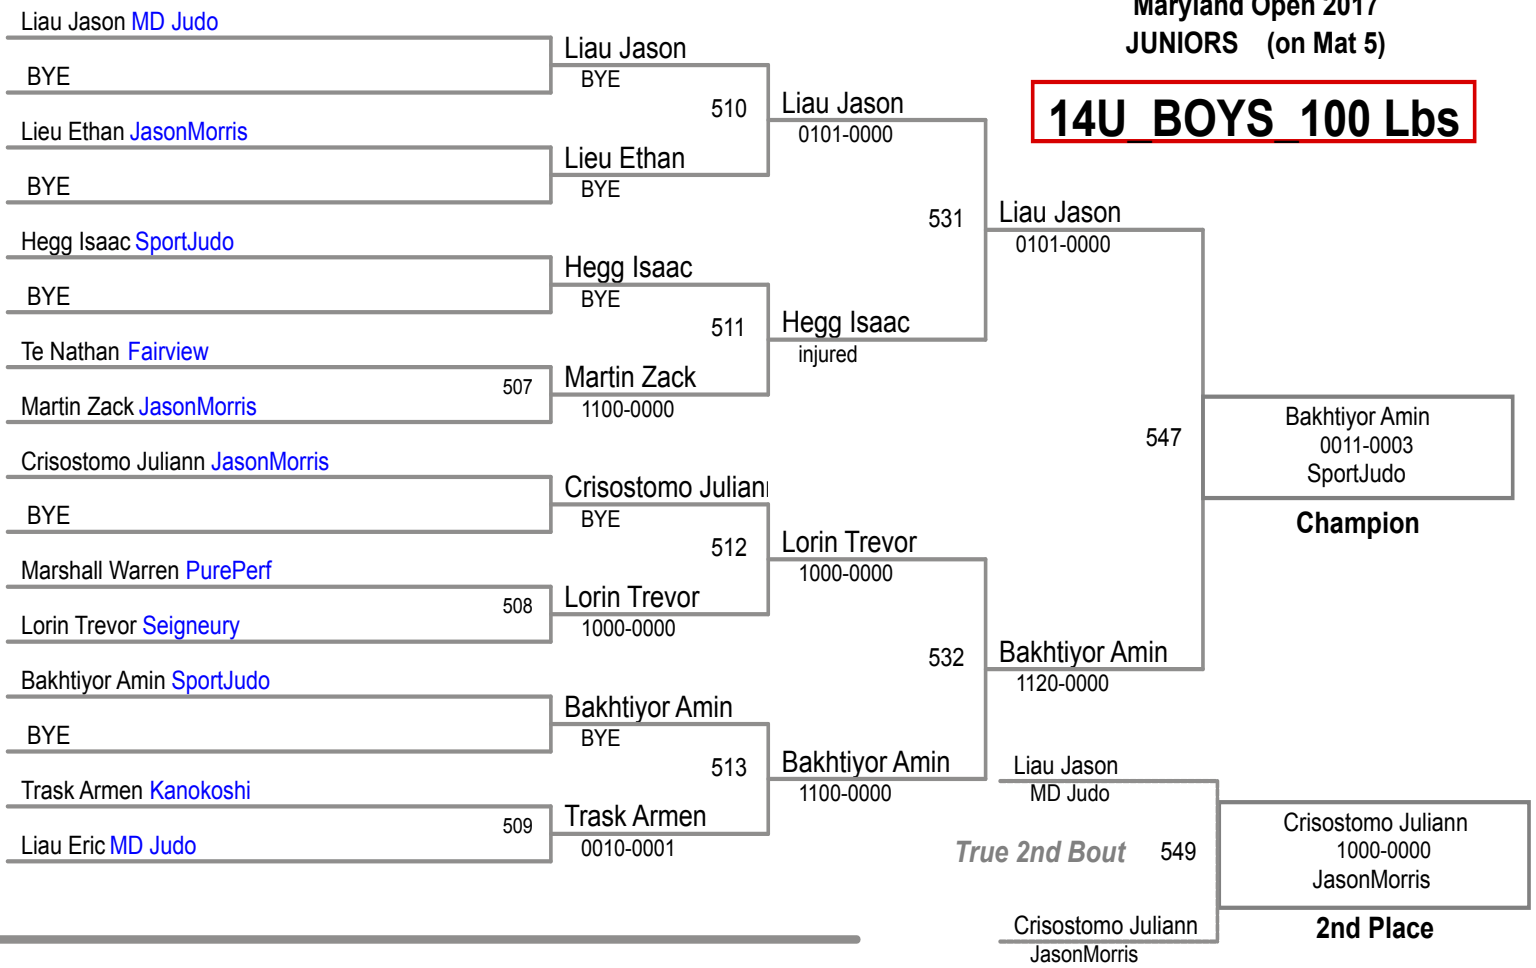 Maryland Open 2017
JUNIORS (on Mat 5)
14U_BOYS_100 Lbs
Liau Jason MD Judo
BYE
Lieu Ethan JasonMorris
BYE
Hegg Isaac SportJudo
BYE
Te Nathan Fairview
Martin Zack JasonMorris
Crisostomo Juliann JasonMorris
BYE
Marshall Warren PurePerf
Lorin Trevor Seigneury
Bakhtiyor Amin SportJudo
BYE
Trask Armen Kanokoshi
Liau Eric MD Judo
507
508
509
Liau Jason
BYE
Lieu Ethan
BYE
Hegg Isaac
BYE
Martin Zack
1100-0000
Crisostomo Juliann
BYE
Lorin Trevor
1000-0000
Bakhtiyor Amin
BYE
Trask Armen
0010-0001
510
511
512
513
Liau Jason
0101-0000
Hegg Isaac
injured
Lorin Trevor
1000-0000
Bakhtiyor Amin
1100-0000
531
532
Liau Jason
0101-0000
Bakhtiyor Amin
1120-0000
547
Bakhtiyor Amin
0011-0003
SportJudo
Champion
Liau Jason
MD Judo
True 2nd Bout 549
Crisostomo Juliann
JasonMorris
Crisostomo Juliann
1000-0000
JasonMorris
2nd Place